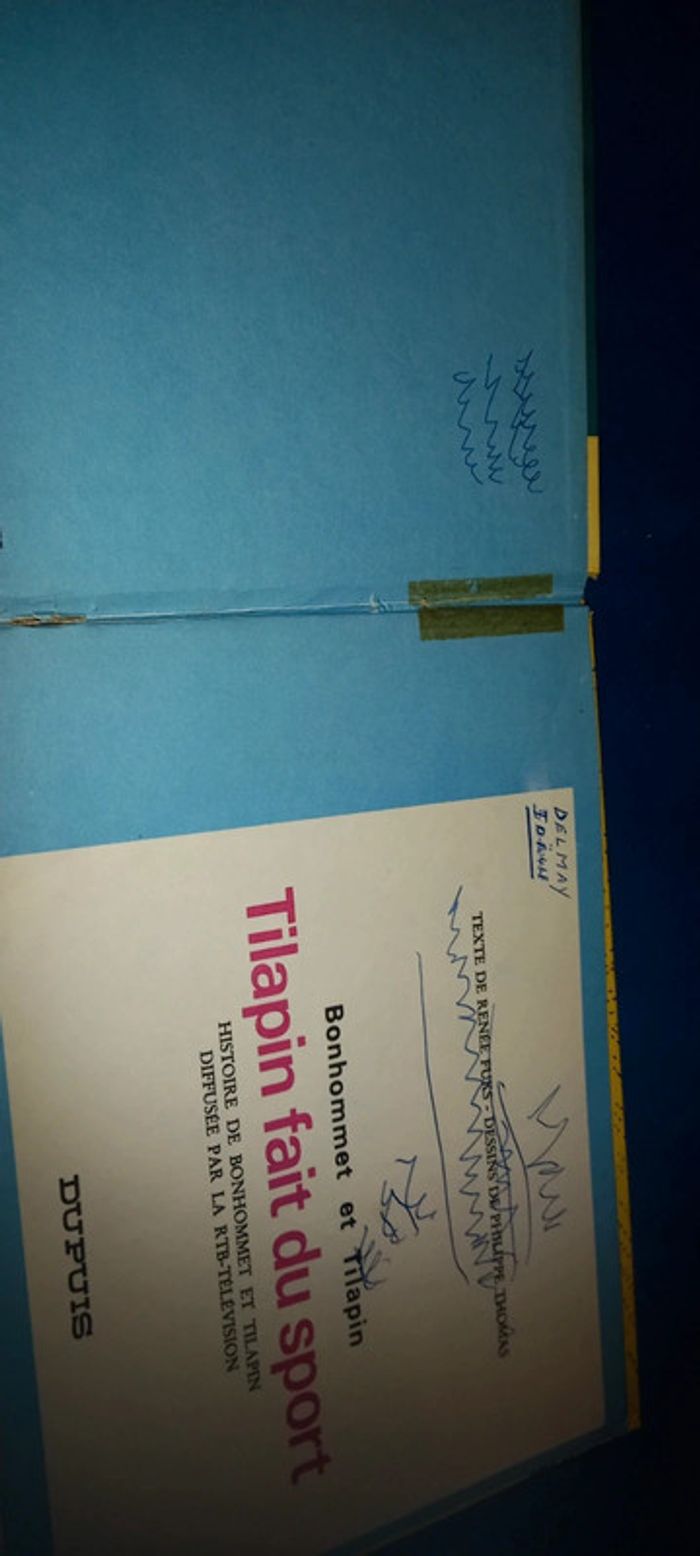 DELMAY
TEXTE DE RENÉE FUKS - DESSINS DE PHILIPPE THOMAS
Bonhommet et Tilapin
Tilapin fait du sport
HISTOIRE DE BONHOMMET ET TILAPIN
DIFFUSÉE PAR LA RTB-TÉLÉVISION
DUPUIS